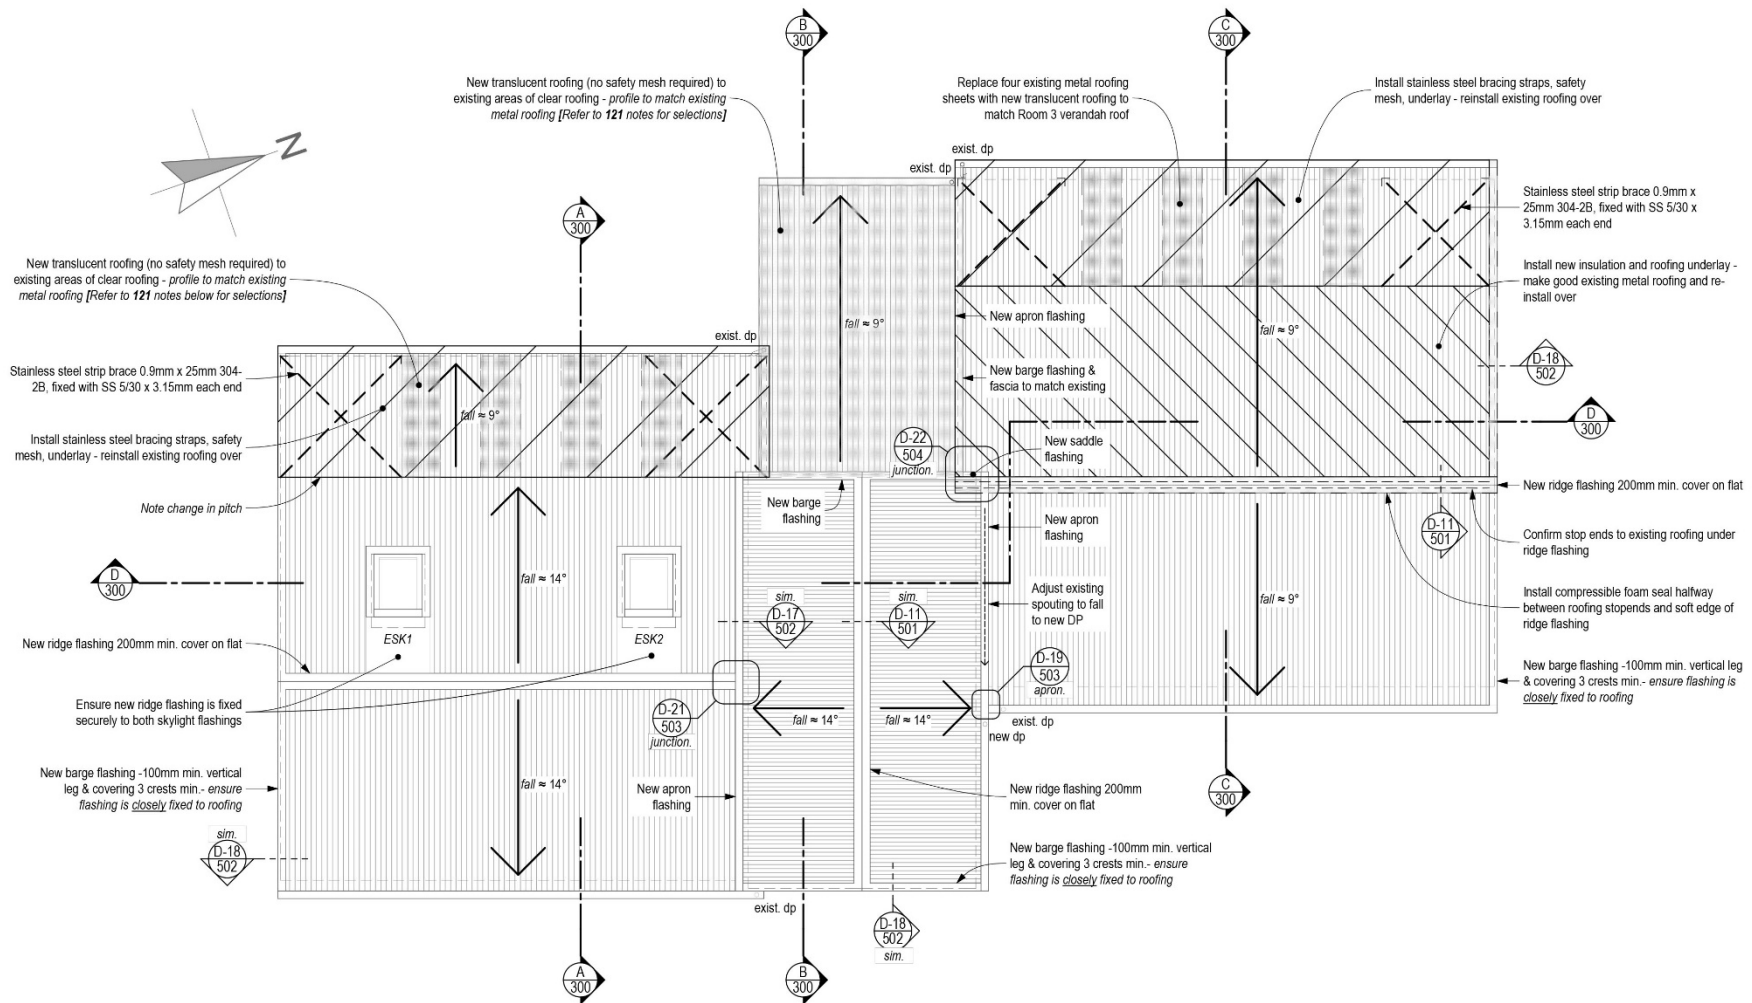 B
300
C
300
New translucent roofing (no safety mesh required) to
existing areas of clear roofing - profile to match existing
metal roofing [Refer to 121 notes for selections]
Replace four existing metal roofing
sheets with new translucent roofing to
match Room 3 verandah roof
Install stainless steel bracing straps, safety
mesh, underlay - reinstall existing roofing over
N
exist. dp
exist. dp
A
300
Stainless steel strip brace 0.9mm x
25mm 304-2B, fixed with SS 5/30 x
3.15mm each end
New translucent roofing (no safety mesh required) to
existing areas of clear roofing - profile to match existing
metal roofing [Refer to 121 notes below for selections]
Install new insulation and roofing underlay -
make good existing metal roofing and re-
install over
New apron flashing
fall ≈ 9°
fall ≈ 9°
exist. dp
D-18
502
Stainless steel strip brace 0.9mm x 25mm 304-
2B, fixed with SS 5/30 x 3.15mm each end
New barge flashing &
fascia to match existing
fall ≈ 9°
D
300
Install stainless steel bracing straps, safety
mesh, underlay - reinstall existing roofing over
D-22
504
junction.
New saddle
flashing
Note change in pitch
New barge
flashing
New ridge flashing 200mm min. cover on flat
New apron
flashing
D-11
501
Confirm stop ends to existing roofing under
ridge flashing
D
300
fall ≈ 14°
Adjust existing
spouting to fall
to new DP
fall ≈ 9°
Install compressible foam seal halfway
between roofing stopends and soft edge of
ridge flashing
sim.
D-17
502
sim.
D-11
501
ESK1
ESK2
New ridge flashing 200mm min. cover on flat
D-19
503
apron.
New barge flashing -100mm min. vertical leg
& covering 3 crests min.- ensure flashing is
closely fixed to roofing
Ensure new ridge flashing is fixed
securely to both skylight flashings
D-21
503
junction.
fall ≈ 14°
fall ≈ 14°
exist. dp
new dp
New barge flashing -100mm min. vertical
leg & covering 3 crests min.- ensure
flashing is closely fixed to roofing
fall ≈ 14°
New apron
flashing
New ridge flashing 200mm
min. cover on flat
C
300
sim.
D-18
502
New barge flashing -100mm min. vertical
leg & covering 3 crests min.- ensure
flashing is closely fixed to roofing
exist. dp
D-18
502
sim.
A
300
B
300